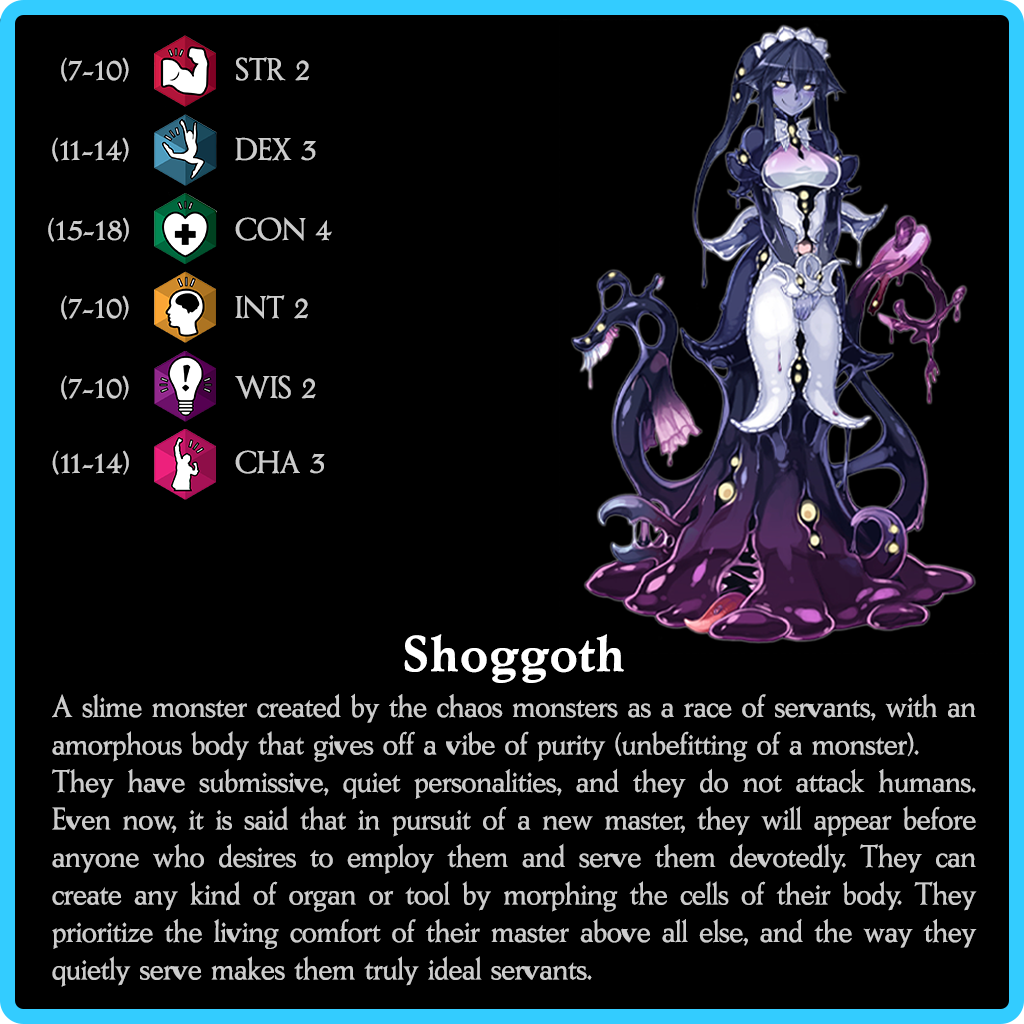 (7-10) STR 2
(11-14) DEX 3
(15-18) CON 4
(7-10) INT 2
(7-10) WIS 2
(11-14) CHA 3
Shoggoth
A slime monster created by the chaos monsters as a race of servants, with an
amorphous body that gives off a vibe of purity (unbefitting of a monster).
They have submissive, quiet personalities, and they do not attack humans.
Even now, it is said that in pursuit of a new master, they will appear before
anyone who desires to employ them and serve them devotedly. They can
create any kind of organ or tool by morphing the cells of their body. They
prioritize the living comfort of their master above all else, and the way they
quietly serve makes them truly ideal servants.